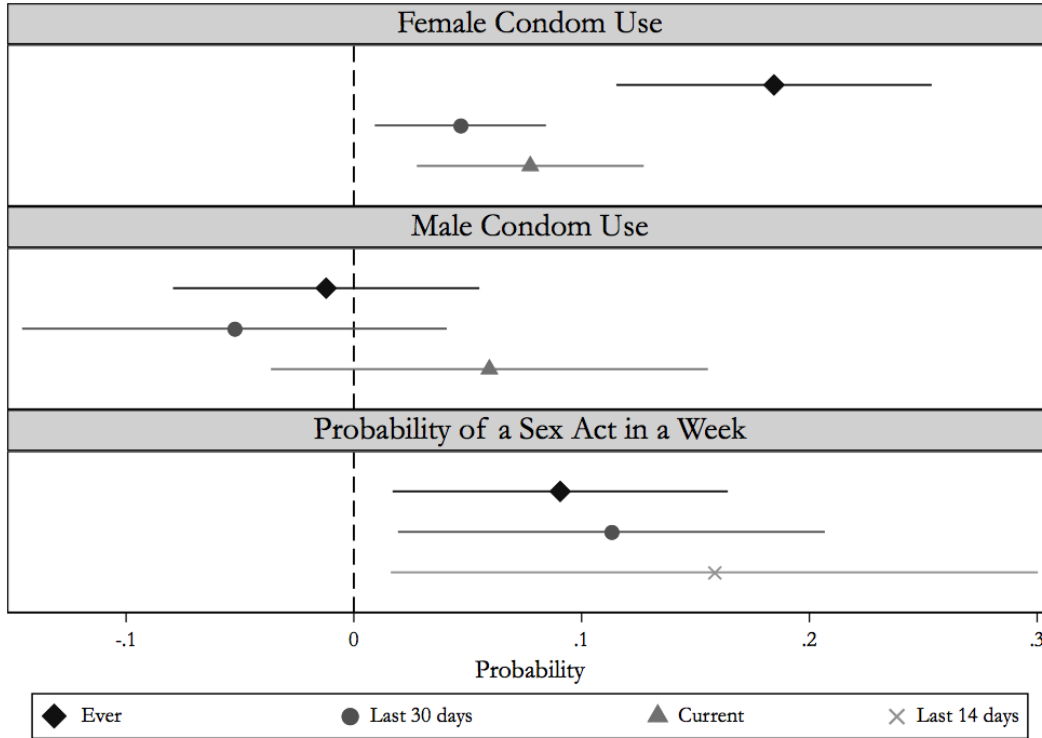 Female Condom Use
Male Condom Use
Probability of a Sex Act in a Week
-.1 0 .1 .2 .3
Probability
Ever Last 30 days Current Last 14 days